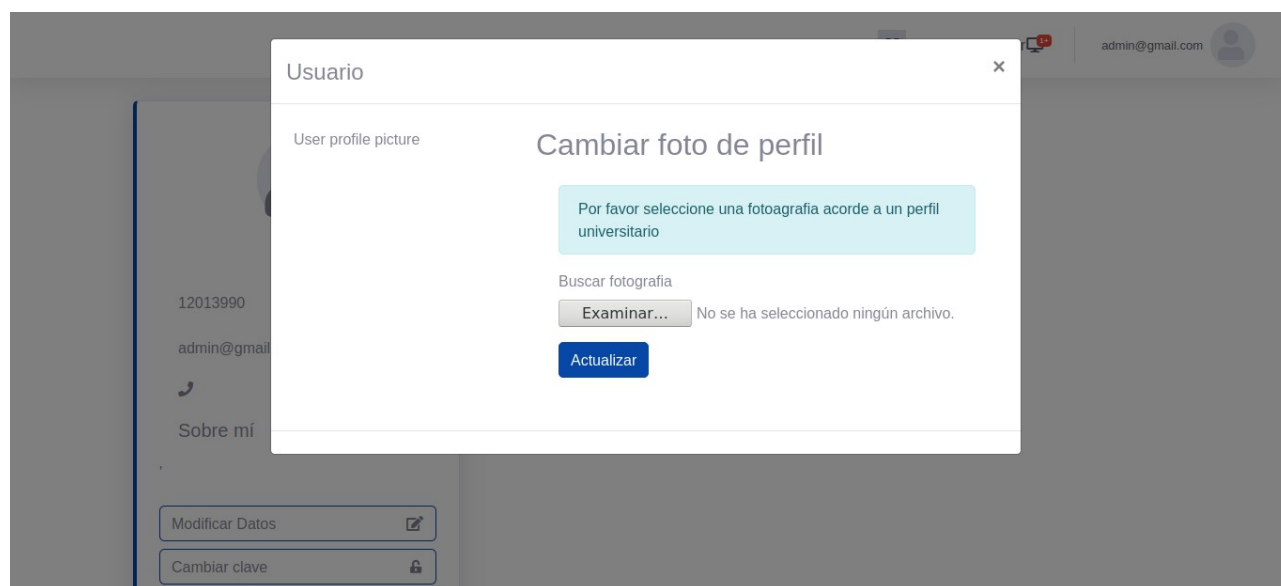 admin@gmail.com
Usuario
×
User profile picture
Cambiar foto de perfil
Por favor seleccione una fotoagrafia acorde a un perfil
universitario
Buscar fotografia
Examinar... No se ha seleccionado ningún archivo.
Actualizar
12013990
admin@gmail
Sobre mí
,
Modificar Datos
Cambiar clave